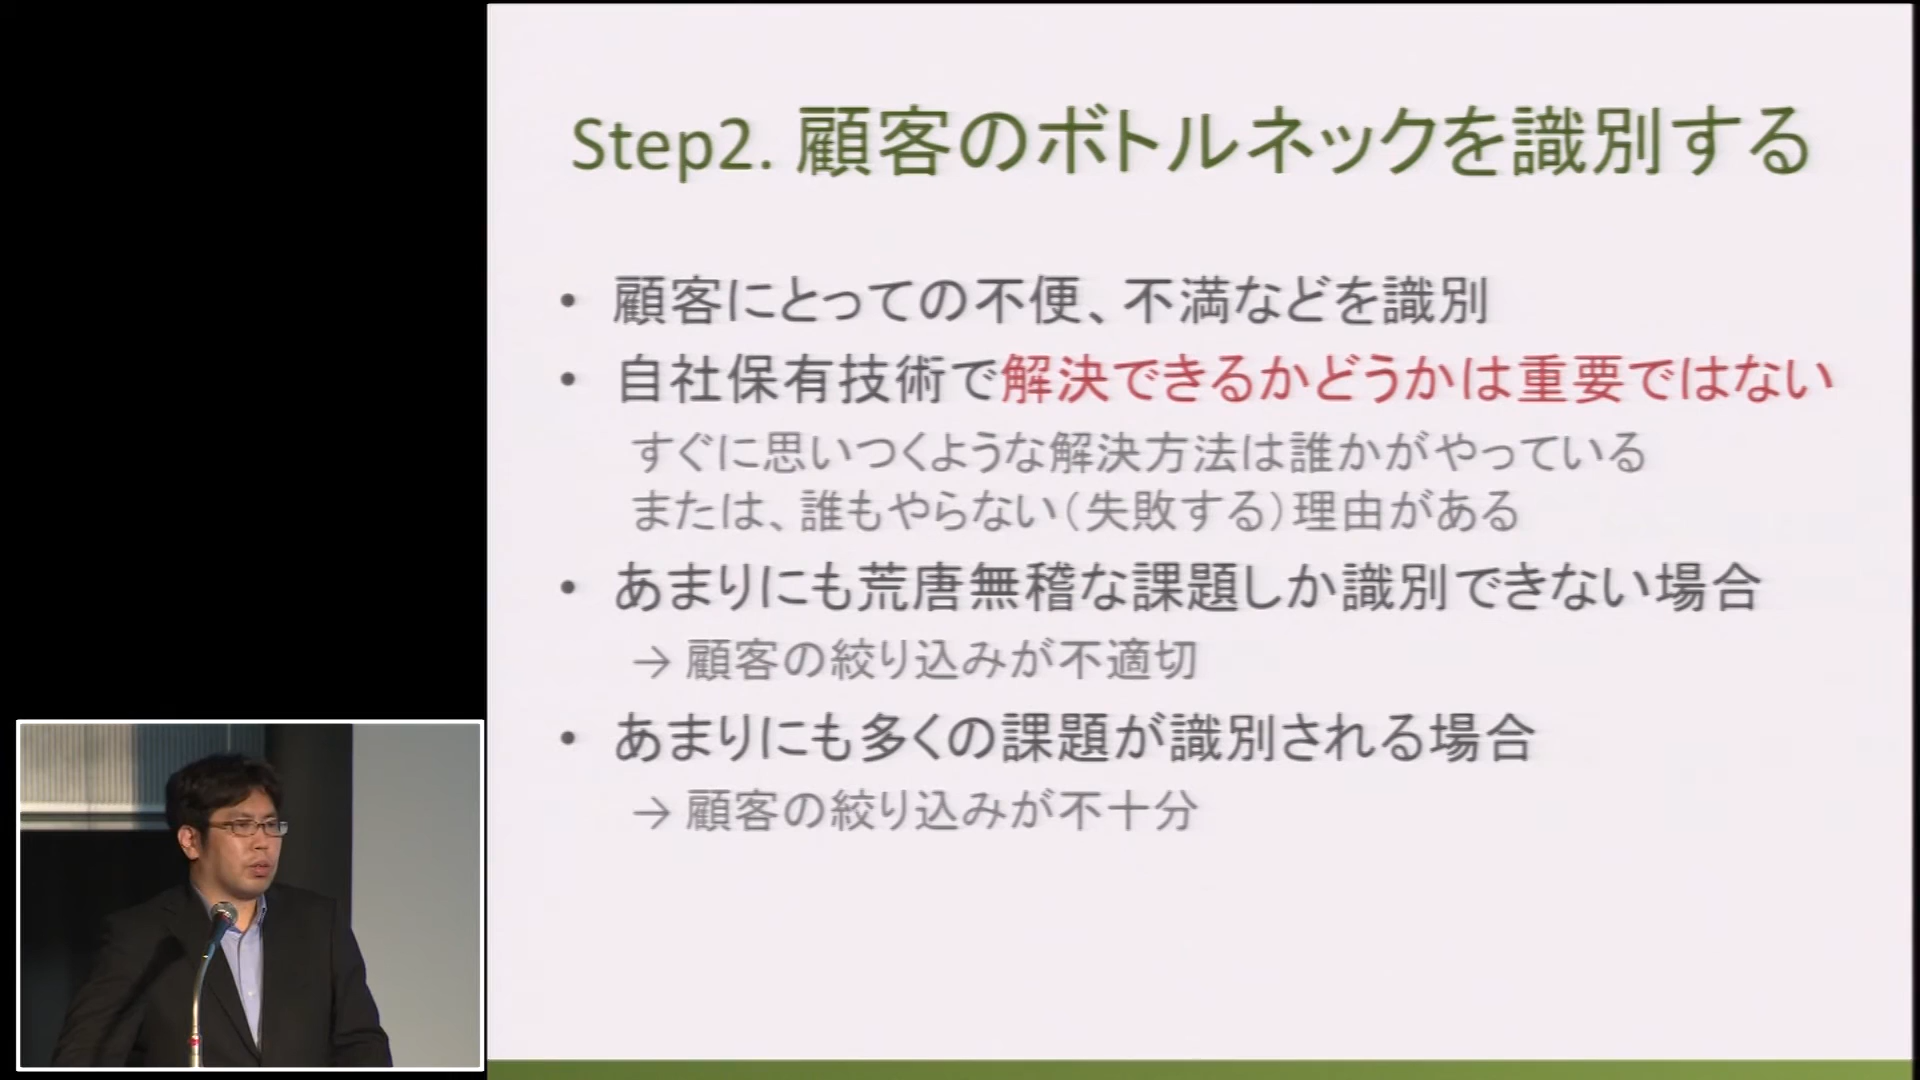 Step2. 顧客のボトルネックを識別する
• 顧客にとっての不便、不満などを識別
• 自社保有技術で解決できるかどうかは重要ではない
すぐに思いつくような解決方法は誰かがやっている
または、誰もやらない（失敗する）理由がある
• あまりにも荒唐無稽な課題しか識別できない場合
→ 顧客の絞り込みが不適切
• あまりにも多くの課題が識別される場合
→ 顧客の絞り込みが不十分